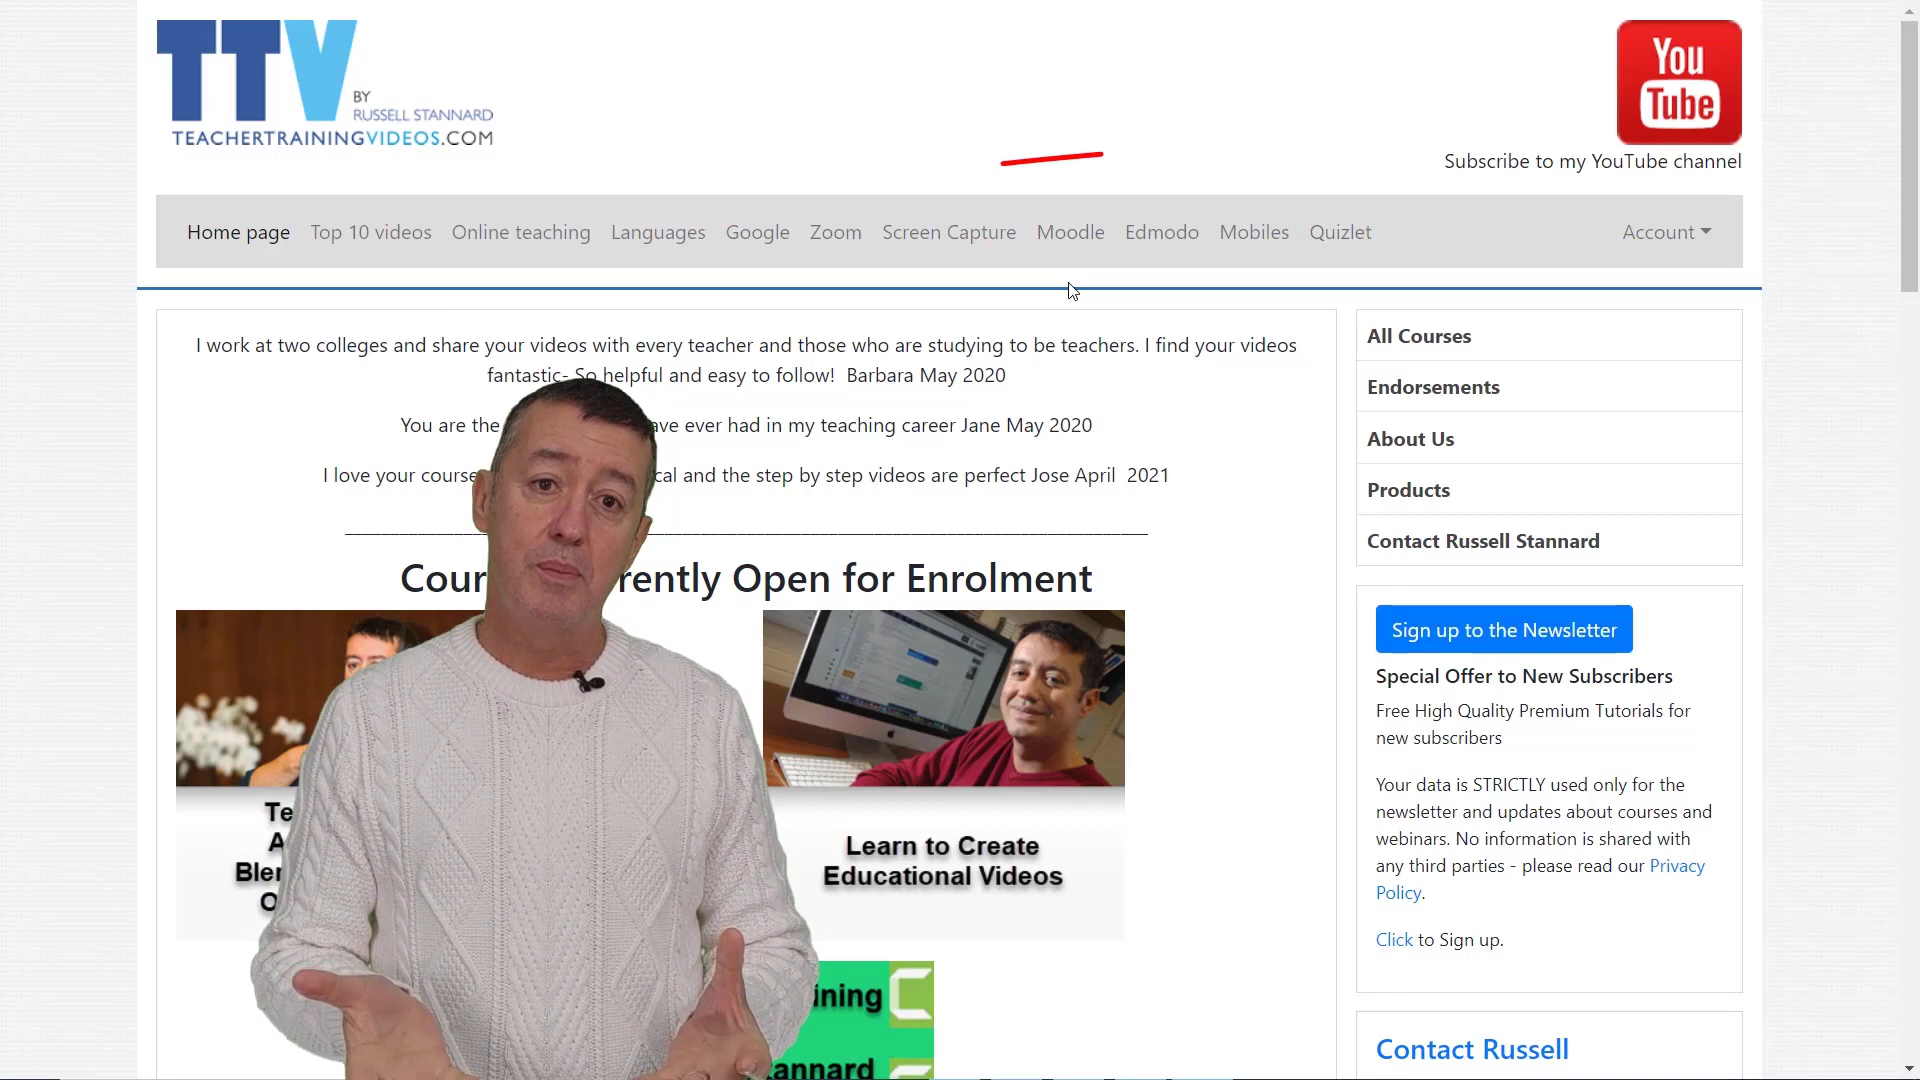 TTV
BY
RUSSELL STANNARD
TEACHERTRAININGVIDEOS.COM
You
Tube
Subscribe to my YouTube channel
Home page Top 10 videos Online teaching Languages Google Zoom Screen Capture Moodle Edmodo Mobiles Quizlet Account
I work at two colleges and share your videos with every teacher and those who are studying to be teachers. I find your videos
fantastic- So helpful and easy to follow! Barbara May 2020
You are the ave ever had in my teaching career Jane May 2020
I love your course cal and the step by step videos are perfect Jose April 2021
Cour rently Open for Enrolment
Te
A
Bler
O
Learn to Create
Educational Videos
ining
annard
All Courses
Endorsements
About Us
Products
Contact Russell Stannard
Sign up to the Newsletter
Special Offer to New Subscribers
Free High Quality Premium Tutorials for
new subscribers
Your data is STRICTLY used only for the
newsletter and updates about courses and
webinars. No information is shared with
any third parties - please read our Privacy
Policy.
Click to Sign up.
Contact Russell